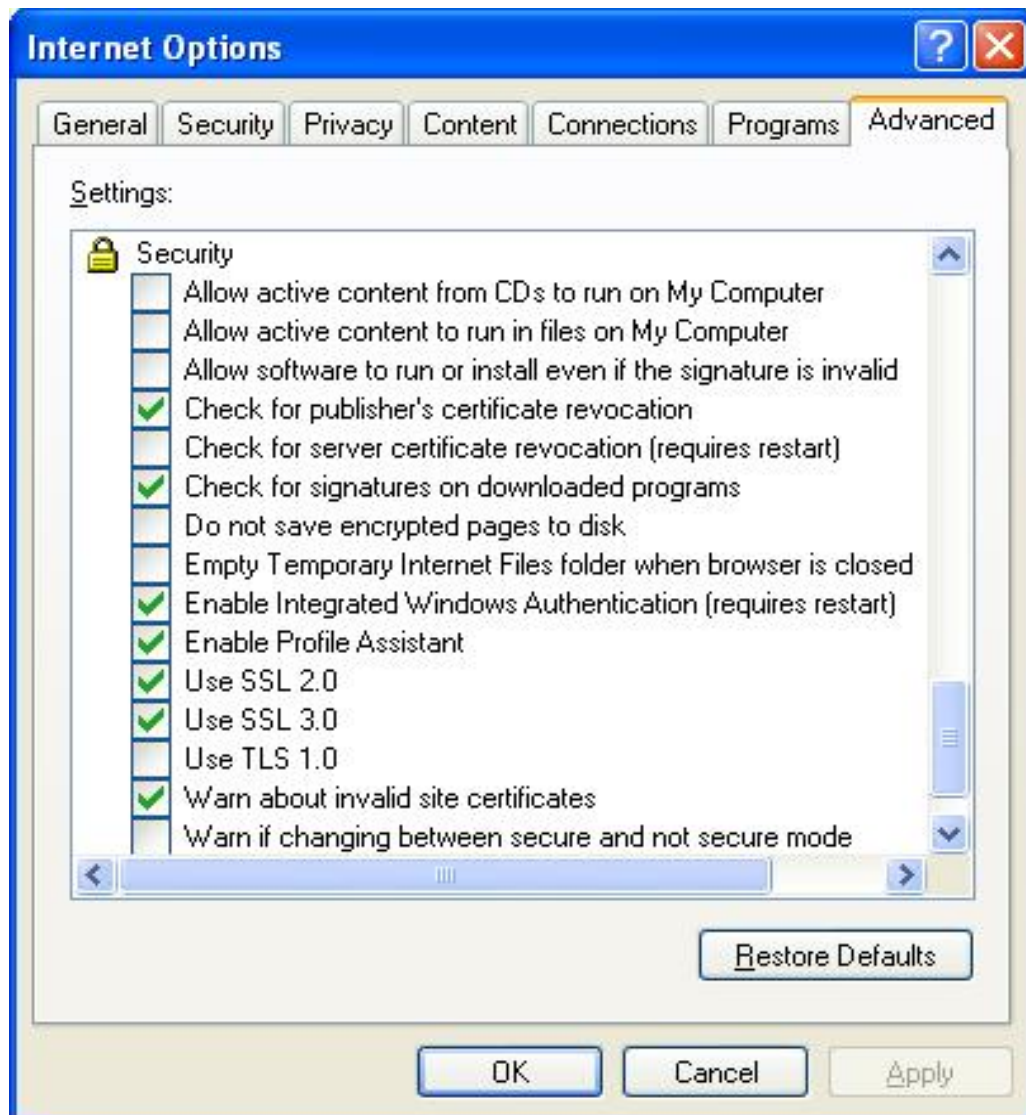 Internet Options
General Security Privacy Content Connections Programs Advanced
Settings:
Security
Allow active content from CDs to run on My Computer
Allow active content to run in files on My Computer
Allow software to run or install even if the signature is invalid
Check for publisher's certificate revocation
Check for server certificate revocation (requires restart)
Check for signatures on downloaded programs
Do not save encrypted pages to disk
Empty Temporary Internet Files folder when browser is closed
Enable Integrated Windows Authentication (requires restart)
Enable Profile Assistant
Use SSL 2.0
Use SSL 3.0
Use TLS 1.0
Warn about invalid site certificates
Warn if changing between secure and not secure mode
Restore Defaults
OK Cancel Apply